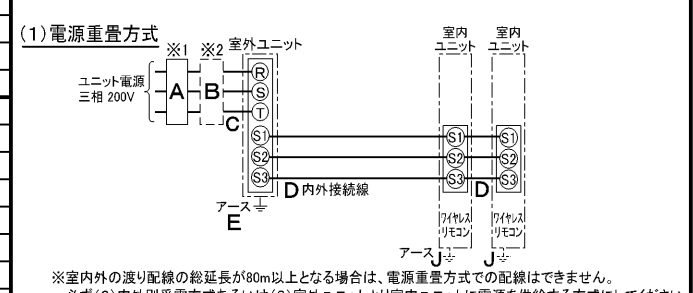 (1)電源重畳方式
※1 ※2 室外ユニット
室内ユニット 室内ユニット
ユニット電源
三相 200V
A B
R
S
T
C
S1 S1 S1
S2 S2 S2
S3 S3 S3
D 内外接続線 D
アース
E
ワイヤレスリモコン ワイヤレスリモコン
アース J J
※室内外の渡り配線の総延長が80m以上となる場合は、電源重畳方式での配線はできません。